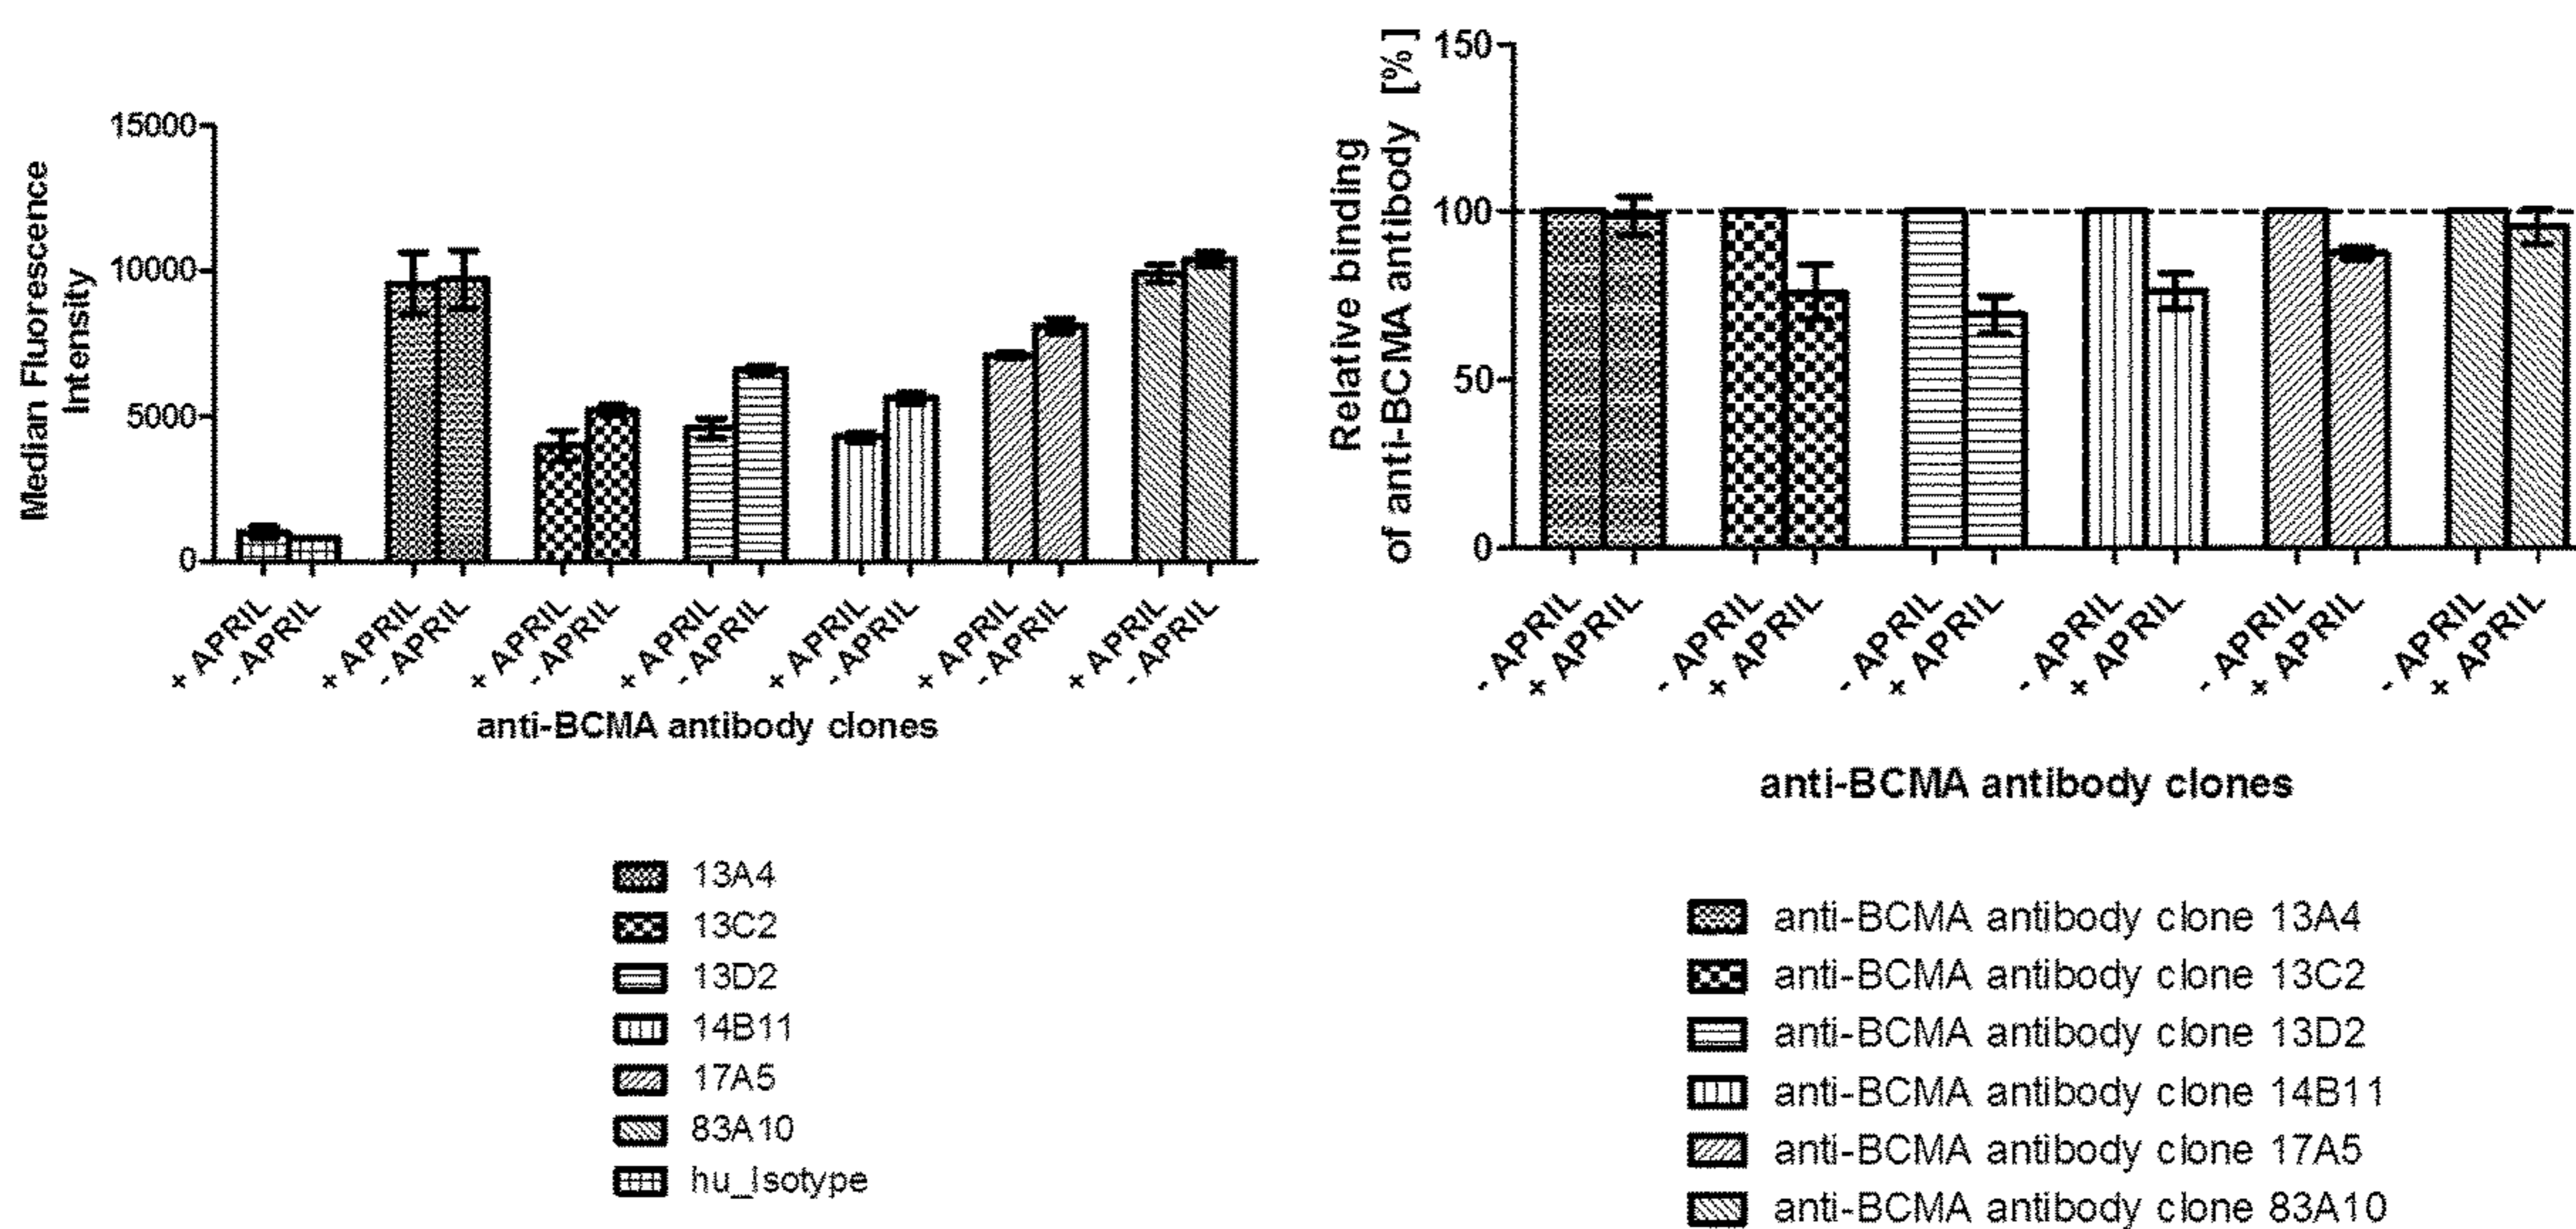 Median Fluorescence
Intensity
15000
10000
5000
0
+ APRIL
- APRIL
+ APRIL
- APRIL
+ APRIL
- APRIL
+ APRIL
- APRIL
+ APRIL
- APRIL
+ APRIL
- APRIL
+ APRIL
- APRIL
anti-BCMA antibody clones
13A4
13C2
13D2
14B11
17A5
83A10
hu_Isotype
Relative binding
of anti-BCMA antibody [%]
150
100
50
0
- APRIL
+ APRIL
- APRIL
+ APRIL
- APRIL
+ APRIL
- APRIL
+ APRIL
- APRIL
+ APRIL
- APRIL
+ APRIL
anti-BCMA antibody clones
anti-BCMA antibody clone 13A4
anti-BCMA antibody clone 13C2
anti-BCMA antibody clone 13D2
anti-BCMA antibody clone 14B11
anti-BCMA antibody clone 17A5
anti-BCMA antibody clone 83A10